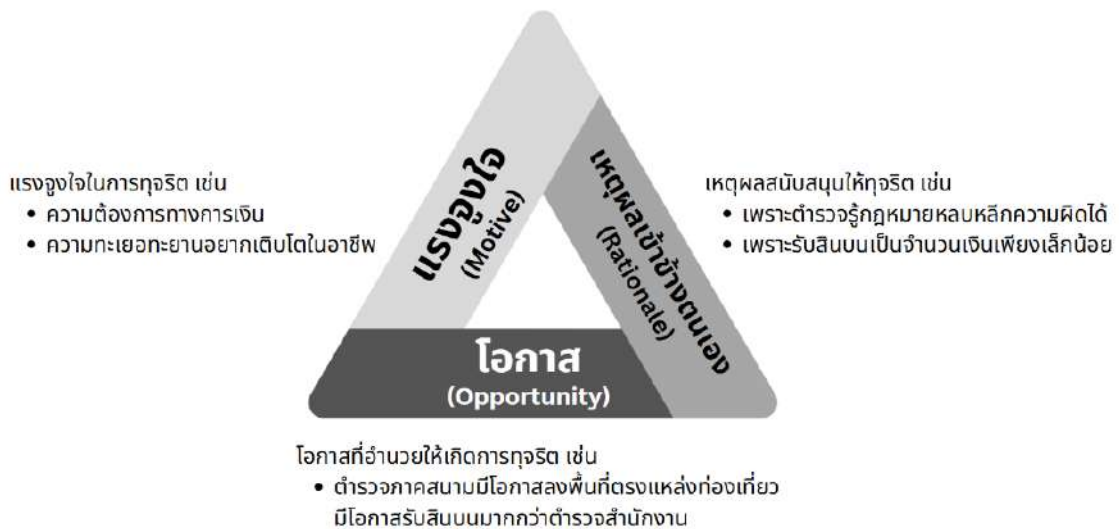 แรงจูงใจ
(Motive)
เหตุผลเข้าข้างตนเอง
(Rationale)
โอกาส
(Opportunity)
แรงจูงใจในการทุจริต เช่น
• ความต้องการทางการเงิน
• ความทะเยอทะยานอยากเติบโตในอาชีพ
เหตุผลสนับสนุนให้ทุจริต เช่น
• เพราะตำรวจรู้กฎหมายหลบหลีกความผิดได้
• เพราะรับสินบนเป็นจำนวนเงินเพียงเล็กน้อย
โอกาสที่อำนวยให้เกิดการทุจริต เช่น
• ตำรวจภาคสนามมีโอกาสลงพื้นที่ตรงแหล่งท่องเที่ยว
มีโอกาสรับสินบนมากกว่าตำรวจสำนักงาน